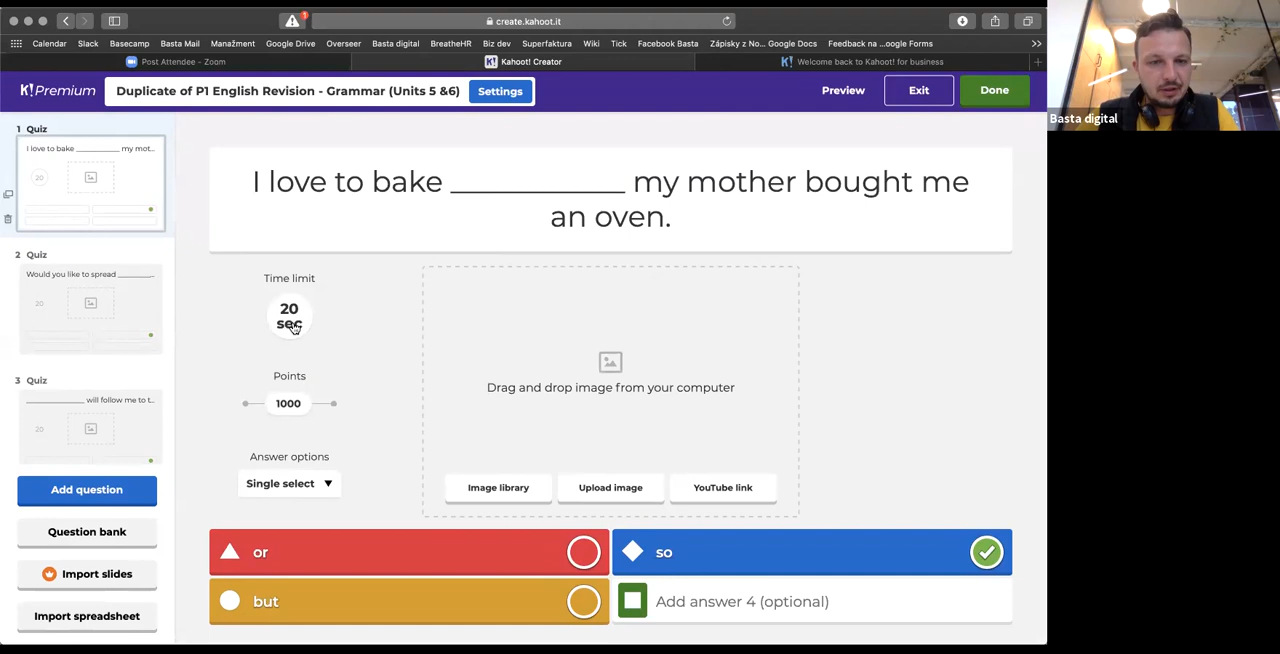 create.kahoot.it
1
Calendar Slack Basecamp Basta Mail Manažment Google Drive Overseer Basta digital BreatheHR Biz dev Superfaktura Wiki Tick Facebook Basta Zápisky z No... Google Docs Feedback na ...oogle Forms
Post Attendee - Zoom
K! Kahoot! Creator
K! Welcome back to Kahoot! for business
K!Premium
Duplicate of P1 English Revision - Grammar (Units 5 &6)
Settings
Preview
Exit
Done
Basta digital
1 Quiz
I love to bake __________ my mot...
20
2 Quiz
Would you like to spread ________...
20
3 Quiz
_____________ will follow me to t...
20
Add question
Question bank
Import slides
Import spreadsheet
I love to bake ____________ my mother bought me
an oven.
Time limit
20
sec
Points
1000
Answer options
Single select
Drag and drop image from your computer
Image library
Upload image
YouTube link
or
so
but
Add answer 4 (optional)